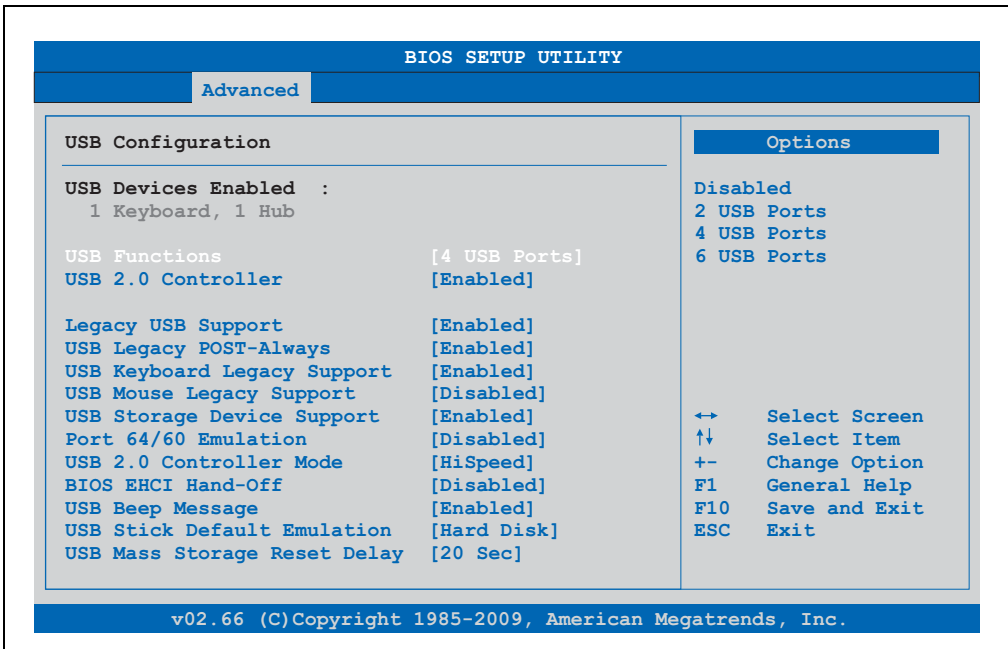 BIOS SETUP UTILITY
Advanced
USB Configuration
USB Devices Enabled :
1 Keyboard, 1 Hub
USB Functions [4 USB Ports]
USB 2.0 Controller [Enabled]
Legacy USB Support [Enabled]
USB Legacy POST-Always [Enabled]
USB Keyboard Legacy Support [Enabled]
USB Mouse Legacy Support [Disabled]
USB Storage Device Support [Enabled]
Port 64/60 Emulation [Disabled]
USB 2.0 Controller Mode [HiSpeed]
BIOS EHCI Hand-Off [Disabled]
USB Beep Message [Enabled]
USB Stick Default Emulation [Hard Disk]
USB Mass Storage Reset Delay [20 Sec]
Options
Disabled
2 USB Ports
4 USB Ports
6 USB Ports
↔ Select Screen
↑↓ Select Item
+- Change Option
F1 General Help
F10 Save and Exit
ESC Exit
v02.66 (C)Copyright 1985-2009, American Megatrends, Inc.